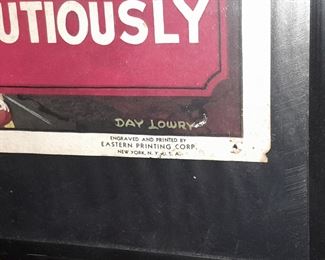 UTIOUSLY
DAY LOWRY
ENGRAVED AND PRINTED BY
EASTERN PRINTING CORP.
NEW YORK, N. Y. U. S. A.